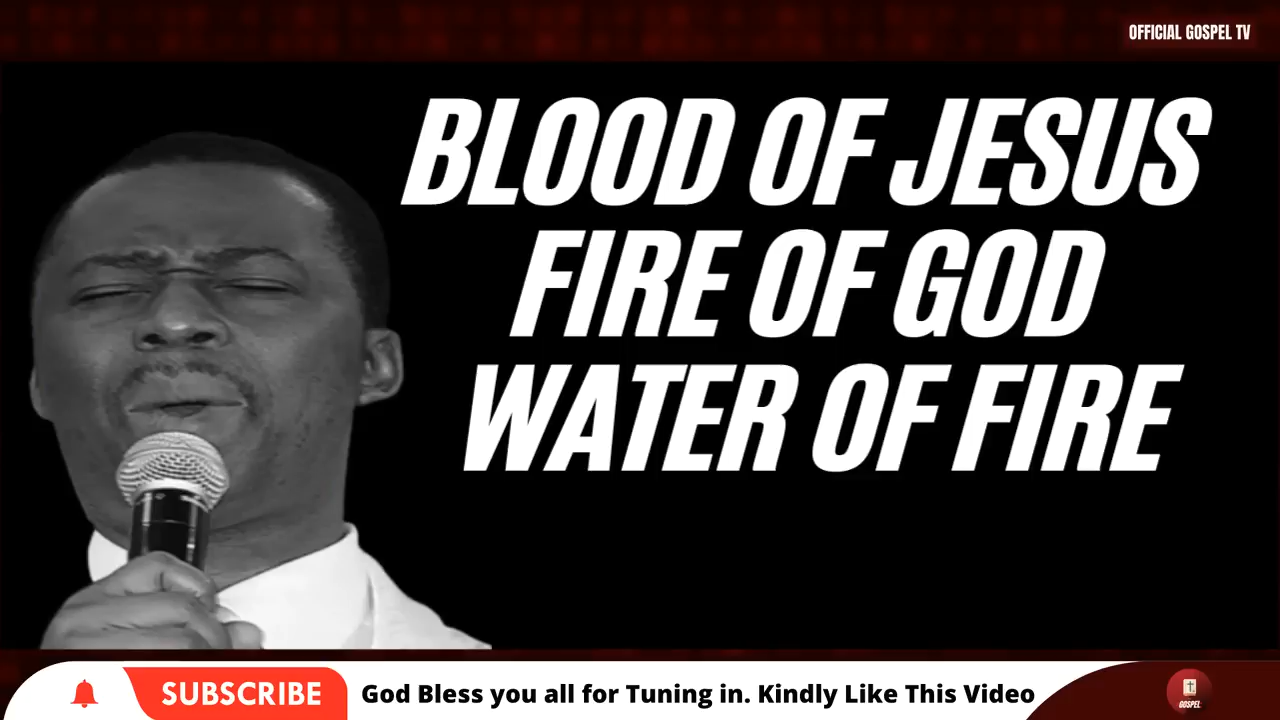 OFFICIAL GOSPEL TV
BLOOD OF JESUS
FIRE OF GOD
WATER OF FIRE
SUBSCRIBE
God Bless you all for Tuning in. Kindly Like This Video
GOSPEL